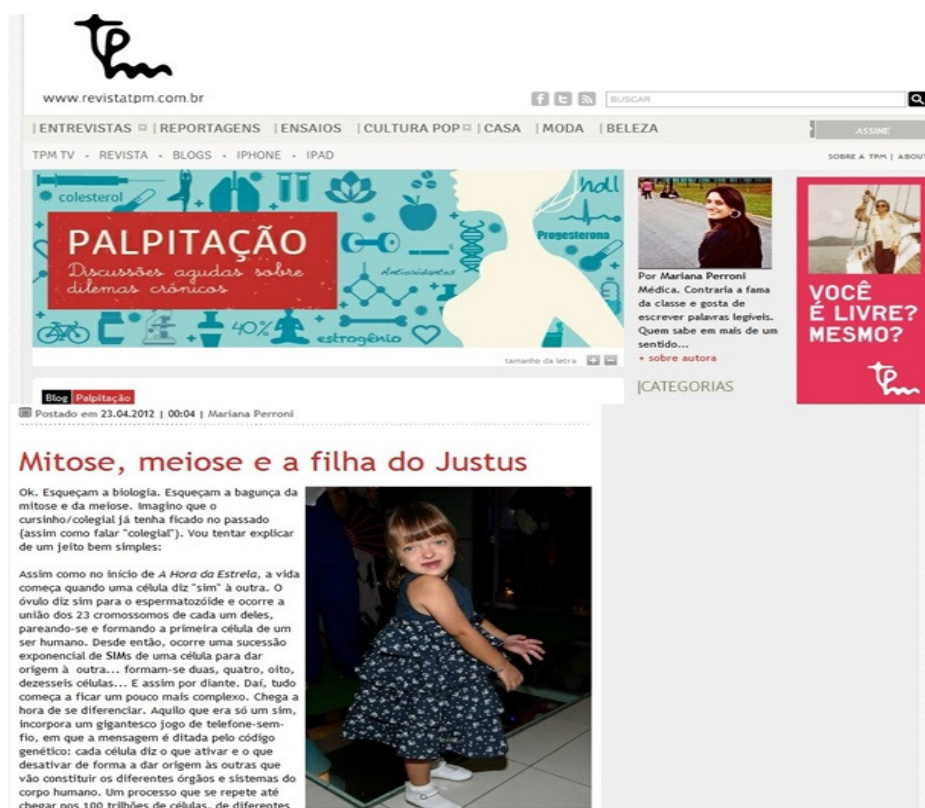 TPm
www.revistatpm.com.br
BUSCAR
|ENTREVISTAS |REPORTAGENS |ENSAIOS |CULTURA POP |CASA |MODA |BELEZA
ASSINE
TPM TV - REVISTA - BLOGS - IPHONE - IPAD
SOBRE A TPM | ABOUT
colesterol
hdll
Progesterona
PALPITAÇÃO
Discussões agudas sobre
dilemas crônicos
Antioxidantes
40%
estrogênio
tamanho da letra + -
Por Mariana Perroni
Médica. Contraria a fama
da classe e gosta de
escrever palavras legíveis.
Quem sabe em mais de um
sentido...
+ sobre autora
|CATEGORIAS
VOCÊ
É LIVRE?
MESMO?
TPm
Blog Palpitação
Postado em 23.04.2012 | 00:04 | Mariana Perroni
Mitose, meiose e a filha do Justus
Ok. Esqueçam a biologia. Esqueçam a bagunça da
mitose e da meiose. Imagino que o
cursinho/colegial já tenha ficado no passado
(assim como falar "colegial"). Vou tentar explicar
de um jeito bem simples:
Assim como no início de A Hora da Estrela, a vida
começa quando uma célula diz "sim" à outra. O
óvulo diz sim para o espermatozóide e ocorre a
união dos 23 cromossomos de cada um deles,
pareando-se e formando a primeira célula de um
ser humano. Desde então, ocorre uma sucessão
exponencial de SIMs de uma célula para dar
origem à outra... formam-se duas, quatro, oito,
dezesseis células... E assim por diante. Daí, tudo
começa a ficar um pouco mais complexo. Chega a
hora de se diferenciar. Aquilo que era só um sim,
incorpora um gigantesco jogo de telefone-sem-
fio, em que a mensagem é ditada pelo código
genético: cada célula diz o que ativar e o que
desativar de forma a dar origem às outras que
vão constituir os diferentes órgãos e sistemas do
corpo humano. Um processo que se repete até
chegar nos 100 trilhões de células, de diferentes